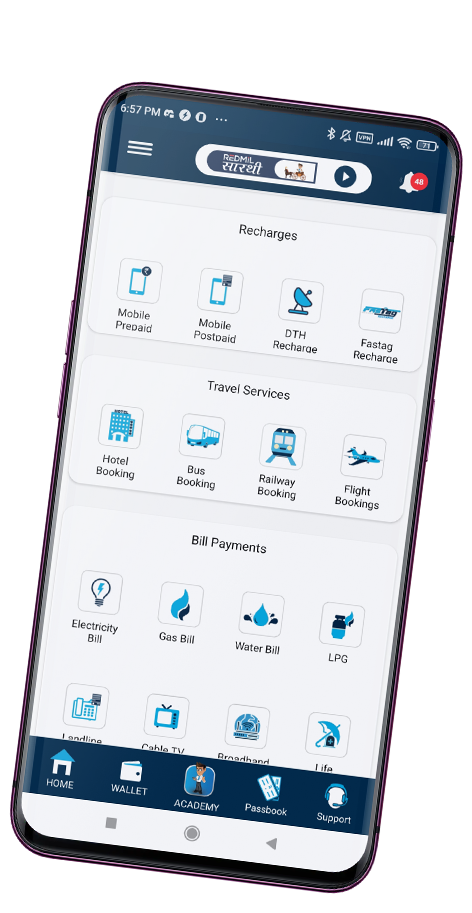 6:57 PM ... VPN 71
REDMIL
सारथी
48
Recharges
Mobile
Prepaid
Mobile
Postpaid
DTH
Recharge
Fastag
Recharge
Travel Services
Hotel
Booking
Bus
Booking
Railway
Booking
Flight
Bookings
Bill Payments
Electricity
Bill
Gas Bill
Water Bill
LPG
Landline
Cable TV
Broadband
Life
HOME
WALLET
ACADEMY
Passbook
Support